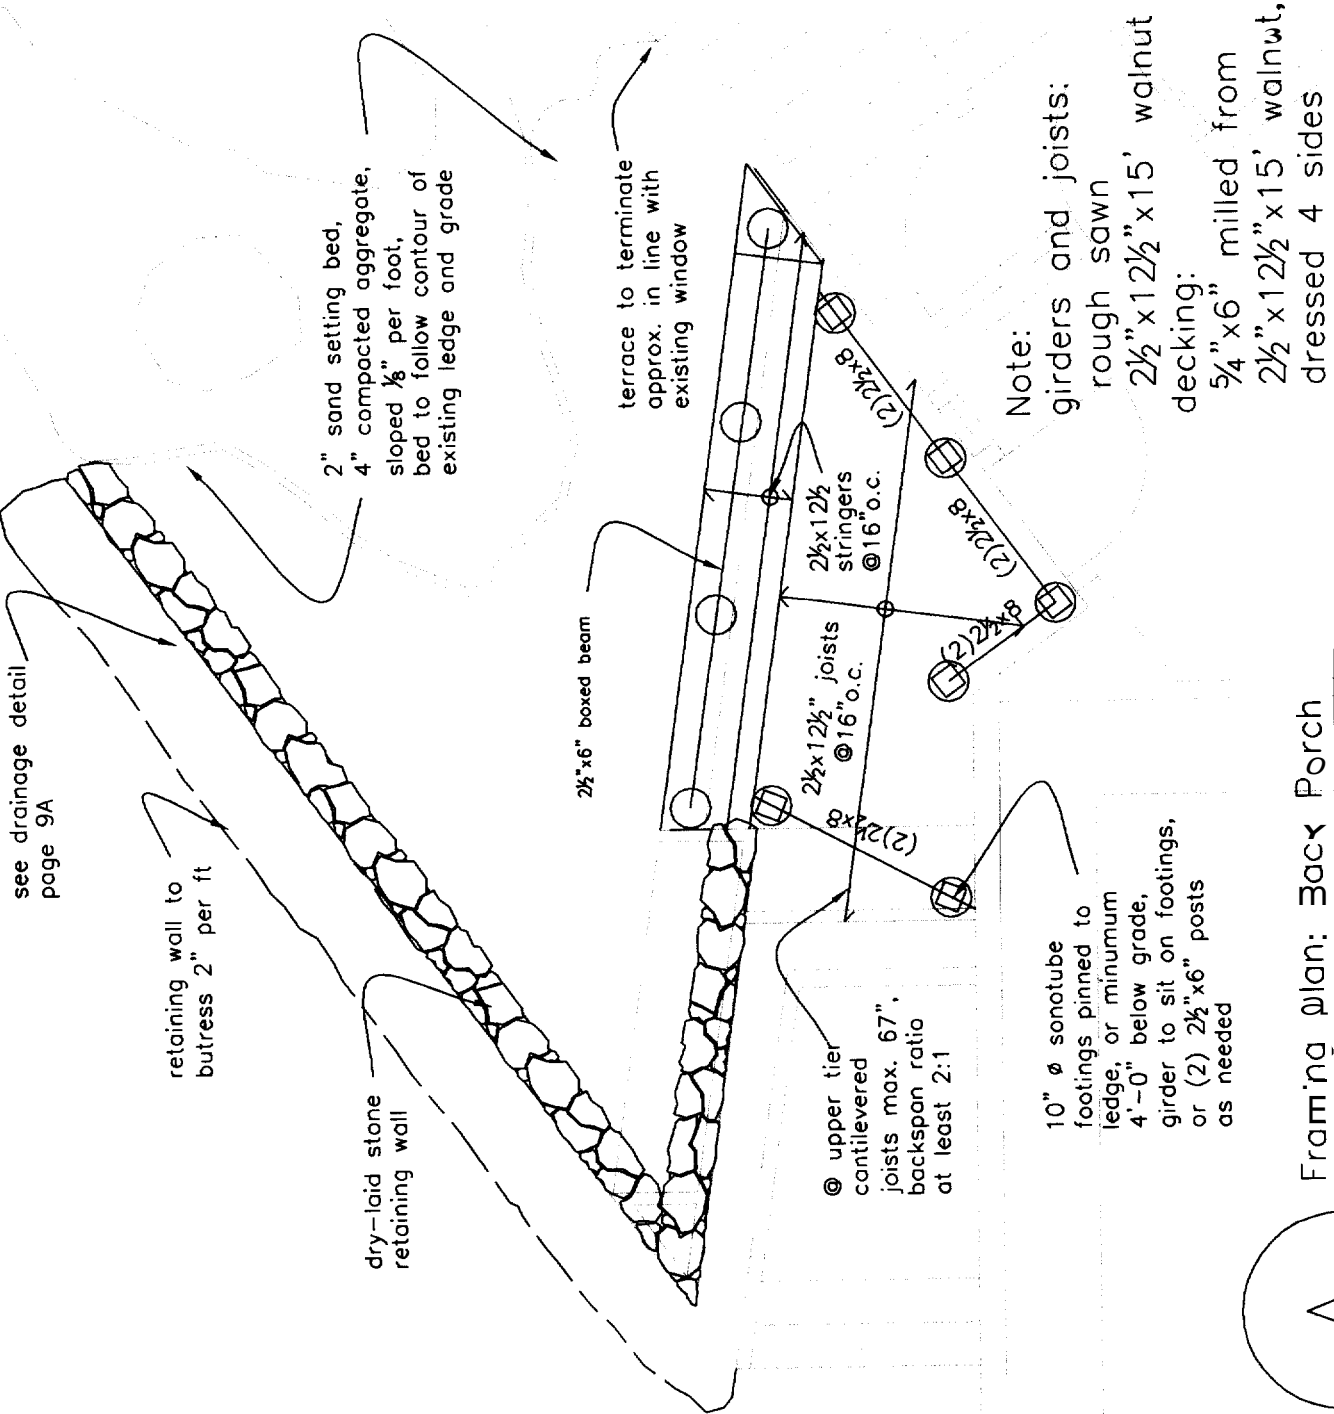 see drainage detail
page 9A
retaining wall to
butress 2" per ft
dry-laid stone
retaining wall
2" sand setting bed,
4" compacted aggregate,
sloped ⅛" per foot,
bed to follow contour of
existing ledge and grade
terrace to terminate
approx. in line with
existing window
2½"x6" boxed beam
2½x12½
stringers
@16"o.c.
2½x12½" joists
@16"o.c.
(2)2½x8
(2)2½x8
(2)2½x8
(2)2½x8
@ upper tier
cantilevered
joists max. 67",
backspan ratio
at least 2:1
10" ø sonotube
footings pinned to
ledge, or minumum
4'-0" below grade,
girder to sit on footings,
or (2) 2½"x6" posts
as needed
Note:
girders and joists:
rough sawn
2½"x12½"x15' walnut
decking:
5/4"x6" milled from
2½"x12½"x15' walnut,
dressed 4 sides
Framing plan: Back Porch